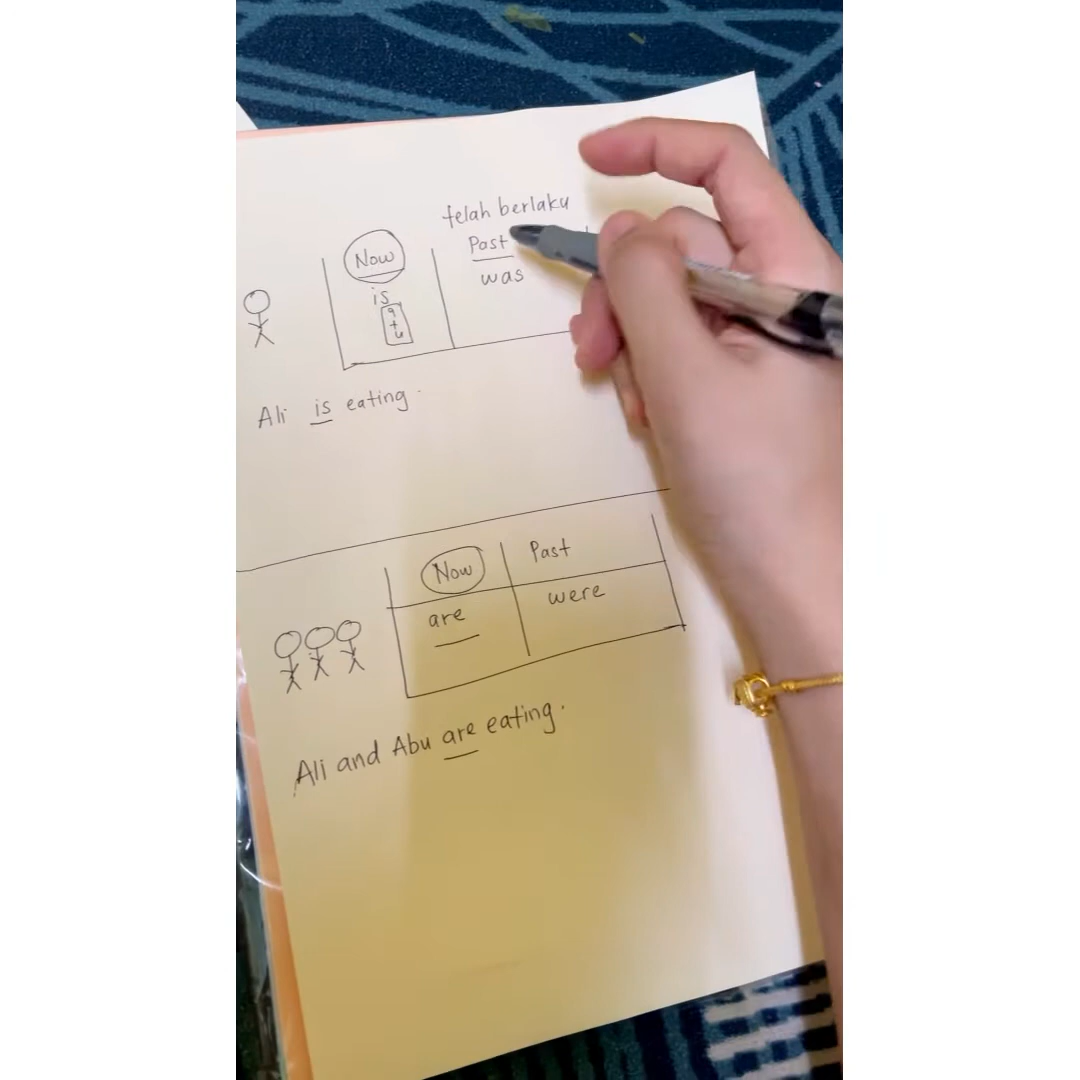 telah berlaku
Now Past
is was
a
t
u
Ali is eating.
Now Past
are were
Ali and Abu are eating.